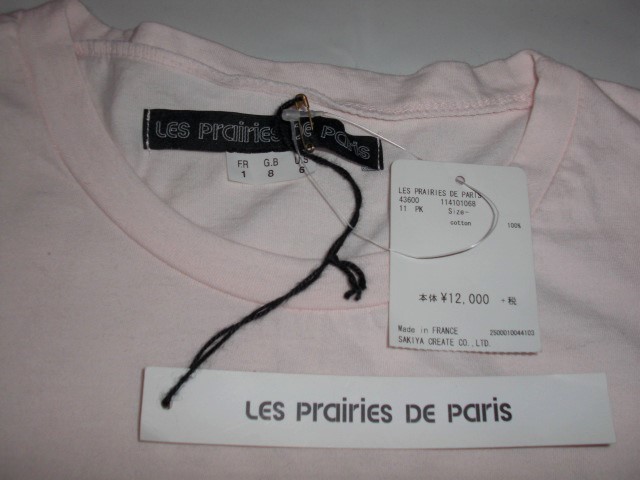 LES PRAIRIES DE PARIS
F.R G.B U.S
1 8 6
LES PRAIRIES DE PARIS
43600 114101068
11 PK Size-
cotton 100%
本体 ¥12,000 +税
Made in FRANCE 2500010044103
SAKIYA CREATE CO.,LTD.
LES PRAIRIES DE PARIS